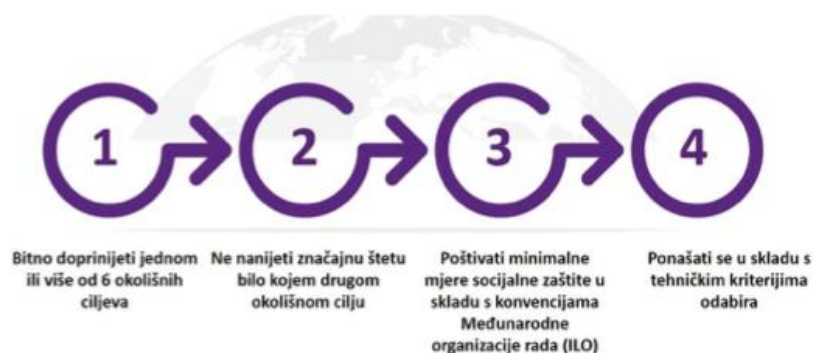 1
2
3
4
Bitno doprinijeti jednom
ili više od 6 okolišnih
ciljeva
Ne nanijeti značajnu štetu
bilo kojem drugom
okolišnom cilju
Poštivati minimalne
mjere socijalne zaštite u
skladu s konvencijama
Međunarodne
organizacije rada (ILO)
Ponašati se u skladu s
tehničkim kriterijima
odabira